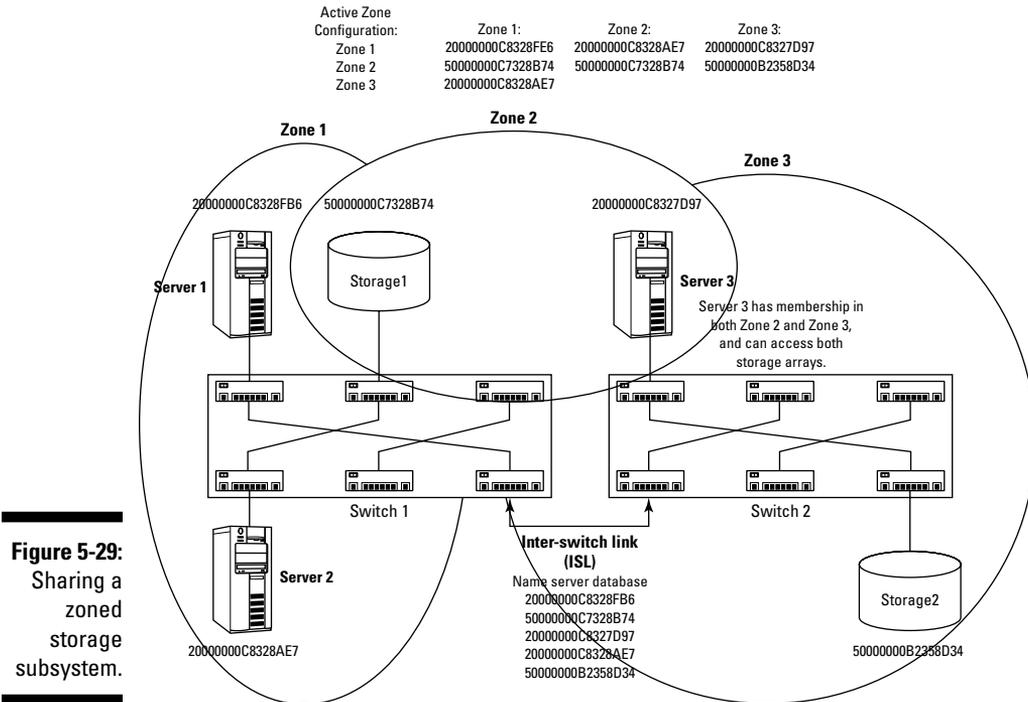 Active Zone
Configuration:
Zone 1
Zone 2
Zone 3
Zone 1:
20000000C8328FE6
50000000C7328B74
20000000C8328AE7
Zone 2:
20000000C8328AE7
50000000C7328B74
Zone 3:
20000000C8327D97
50000000B2358D34
Zone 1
Zone 2
Zone 3
20000000C8328FB6
50000000C7328B74
20000000C8327D97
Server 1
Storage1
Server 3
Server 3 has membership in
both Zone 2 and Zone 3,
and can access both
storage arrays.
Switch 1
Switch 2
Inter-switch link
(ISL)
Name server database
20000000C8328FB6
50000000C7328B74
20000000C8327D97
20000000C8328AE7
50000000B2358D34
Server 2
20000000C8328AE7
Storage2
50000000B2358D34
Figure 5-29:
Sharing a
zoned
storage
subsystem.